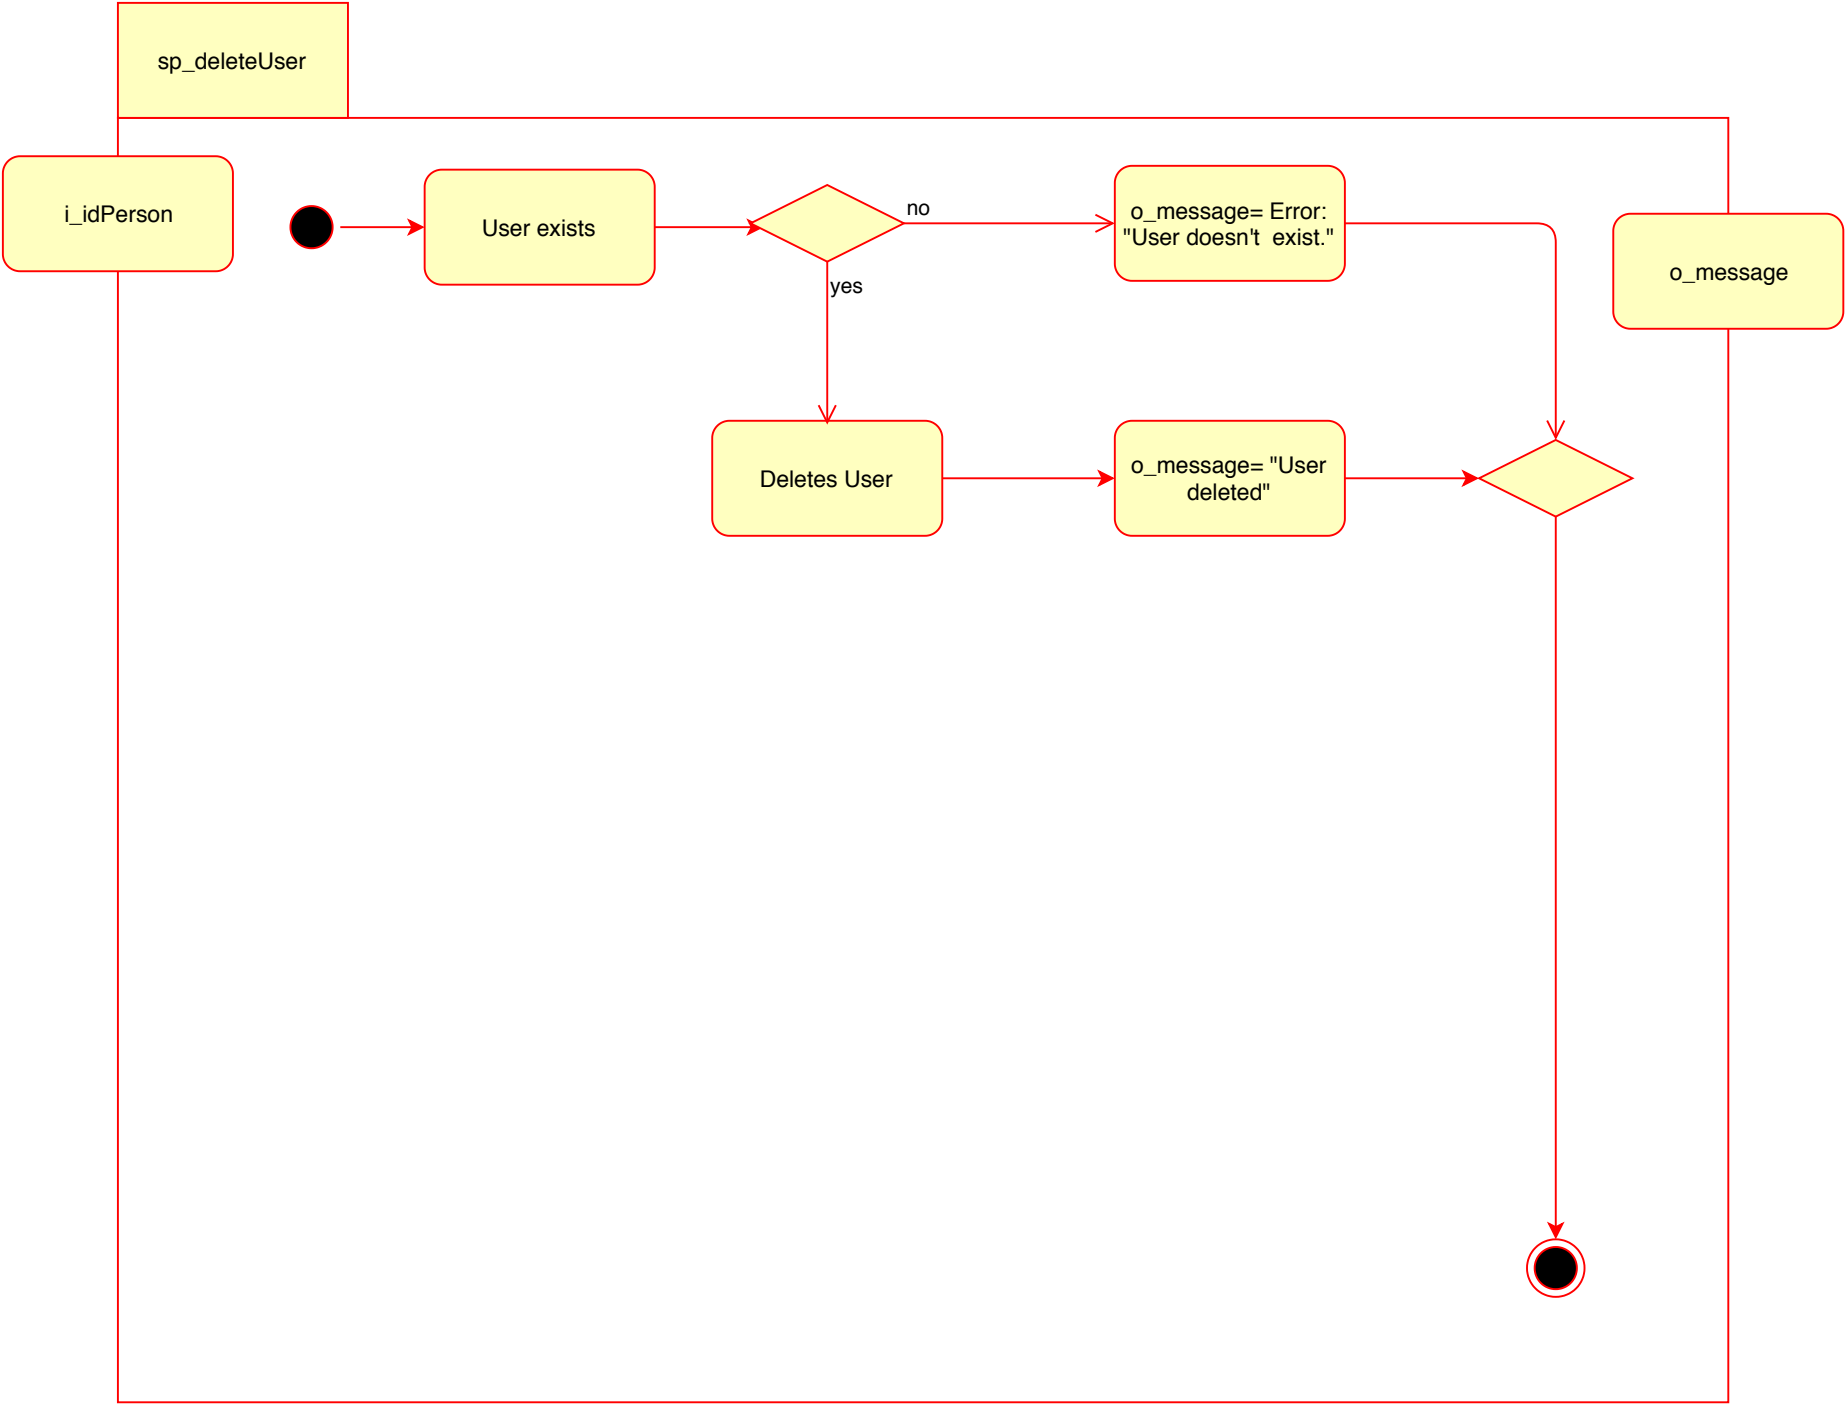 sp_deleteUser
i_idPerson
User exists
no
yes
o_message= Error:
"User doesn't  exist."
o_message
Deletes User
o_message= "User
deleted"